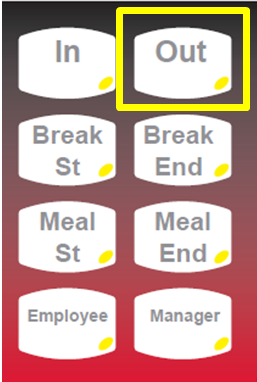 In
Out
Break
St
Break
End
Meal
St
Meal
End
Employee
Manager